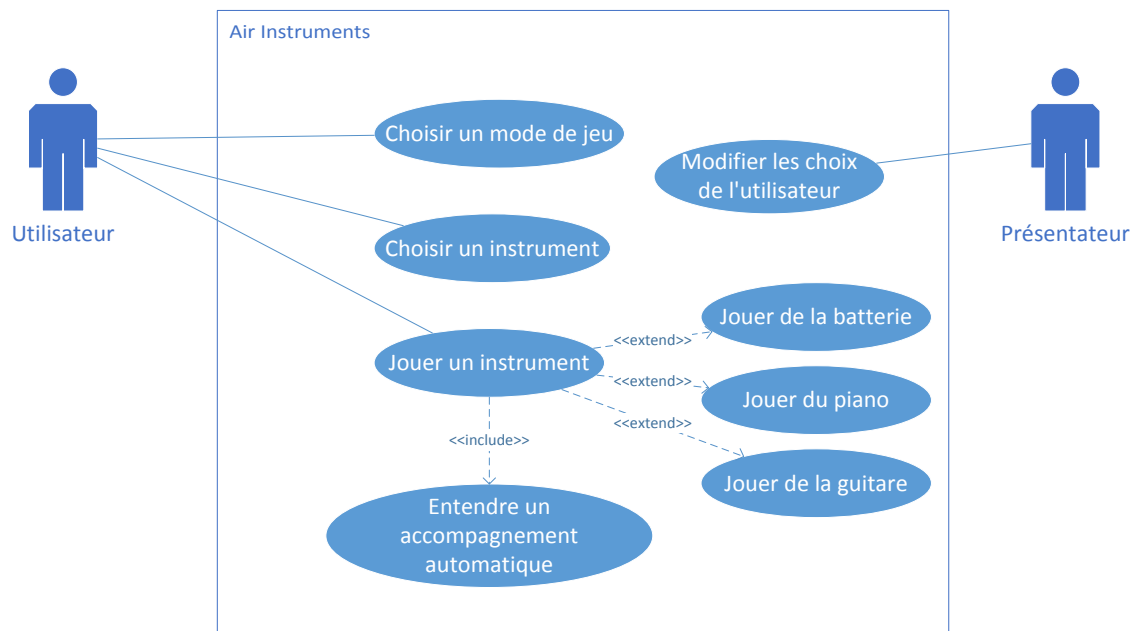 Air Instruments
Utilisateur
Choisir un mode de jeu
Modifier les choix
de l'utilisateur
Présentateur
Choisir un instrument
Jouer un instrument
<<extend>>
Jouer de la batterie
<<extend>>
Jouer du piano
<<extend>>
Jouer de la guitare
<<include>>
Entendre un
accompagnement
automatique